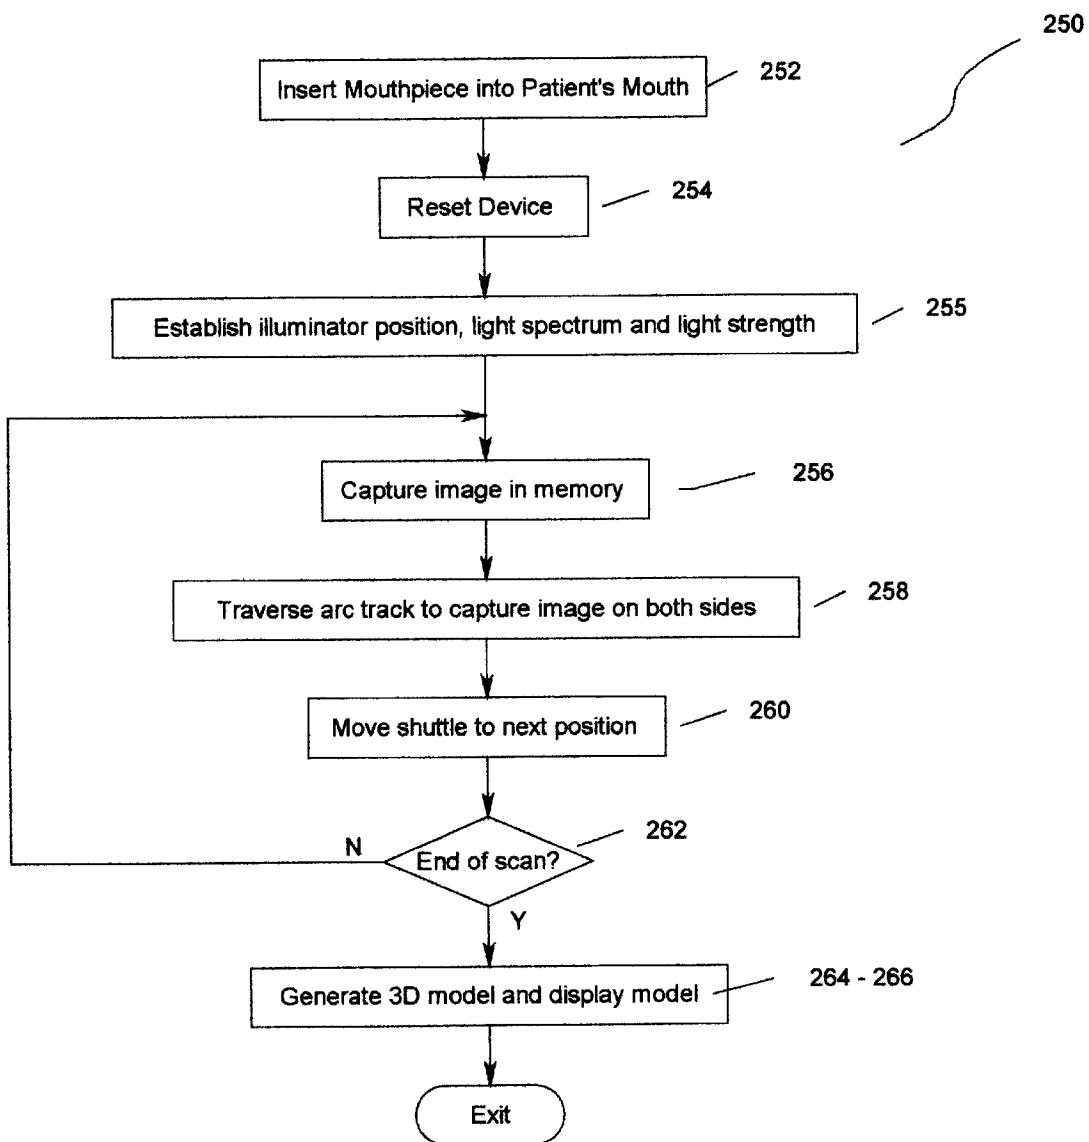 250
Insert Mouthpiece into Patient's Mouth
252
Reset Device
254
Establish illuminator position, light spectrum and light strength
255
Capture image in memory
256
Traverse arc track to capture image on both sides
258
Move shuttle to next position
260
End of scan?
262
N
Y
Generate 3D model and display model
264 - 266
Exit